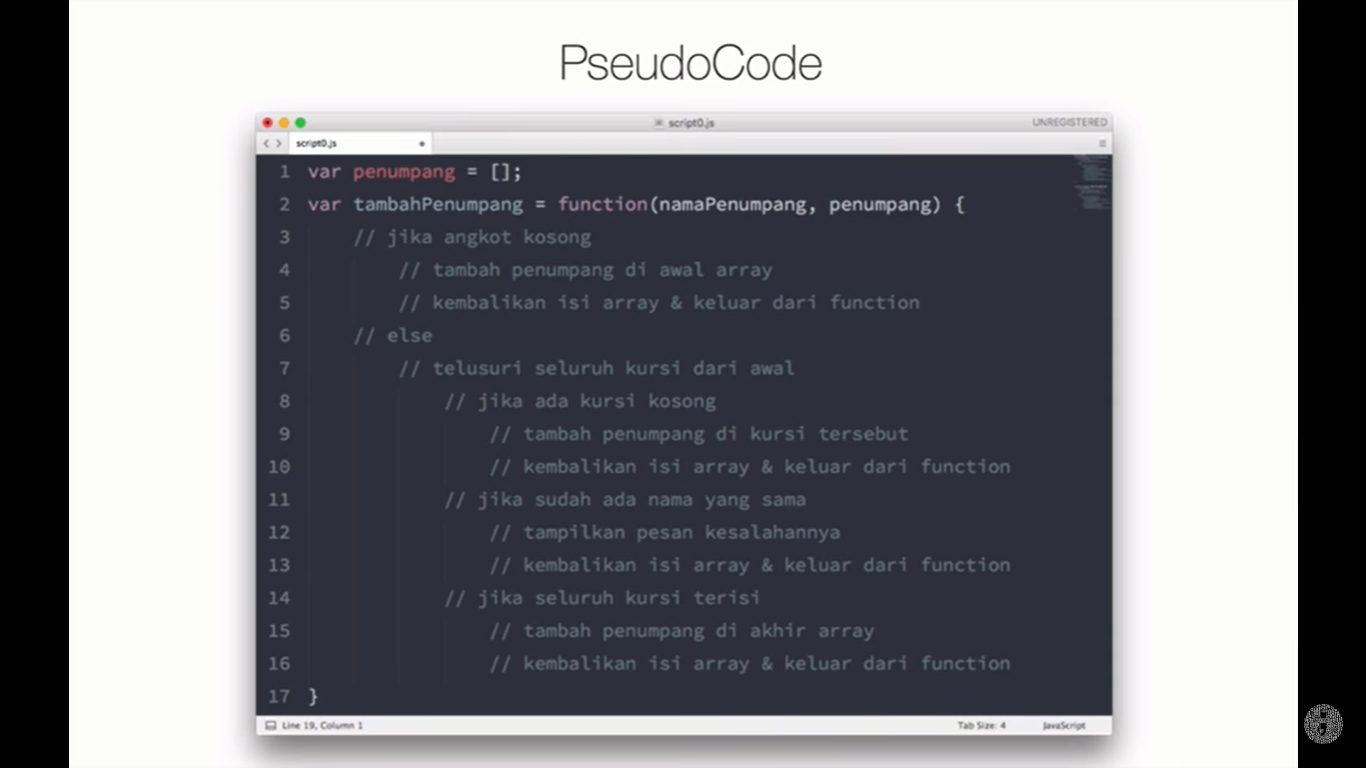 PseudoCode
script0.js
UNREGISTERED
script0.js
1 var penumpang = [];
2 var tambahPenumpang = function(namaPenumpang, penumpang) {
3 // jika angkot kosong
4 // tambah penumpang di awal array
5 // kembalikan isi array & keluar dari function
6 // else
7 // telusuri seluruh kursi dari awal
8 // jika ada kursi kosong
9 // tambah penumpang di kursi tersebut
10 // kembalikan isi array & keluar dari function
11 // jika sudah ada nama yang sama
12 // tampilkan pesan kesalahannya
13 // kembalikan isi array & keluar dari function
14 // jika seluruh kursi terisi
15 // tambah penumpang di akhir array
16 // kembalikan isi array & keluar dari function
17 }
Line 19, Column 1
Tab Size: 4
JavaScript